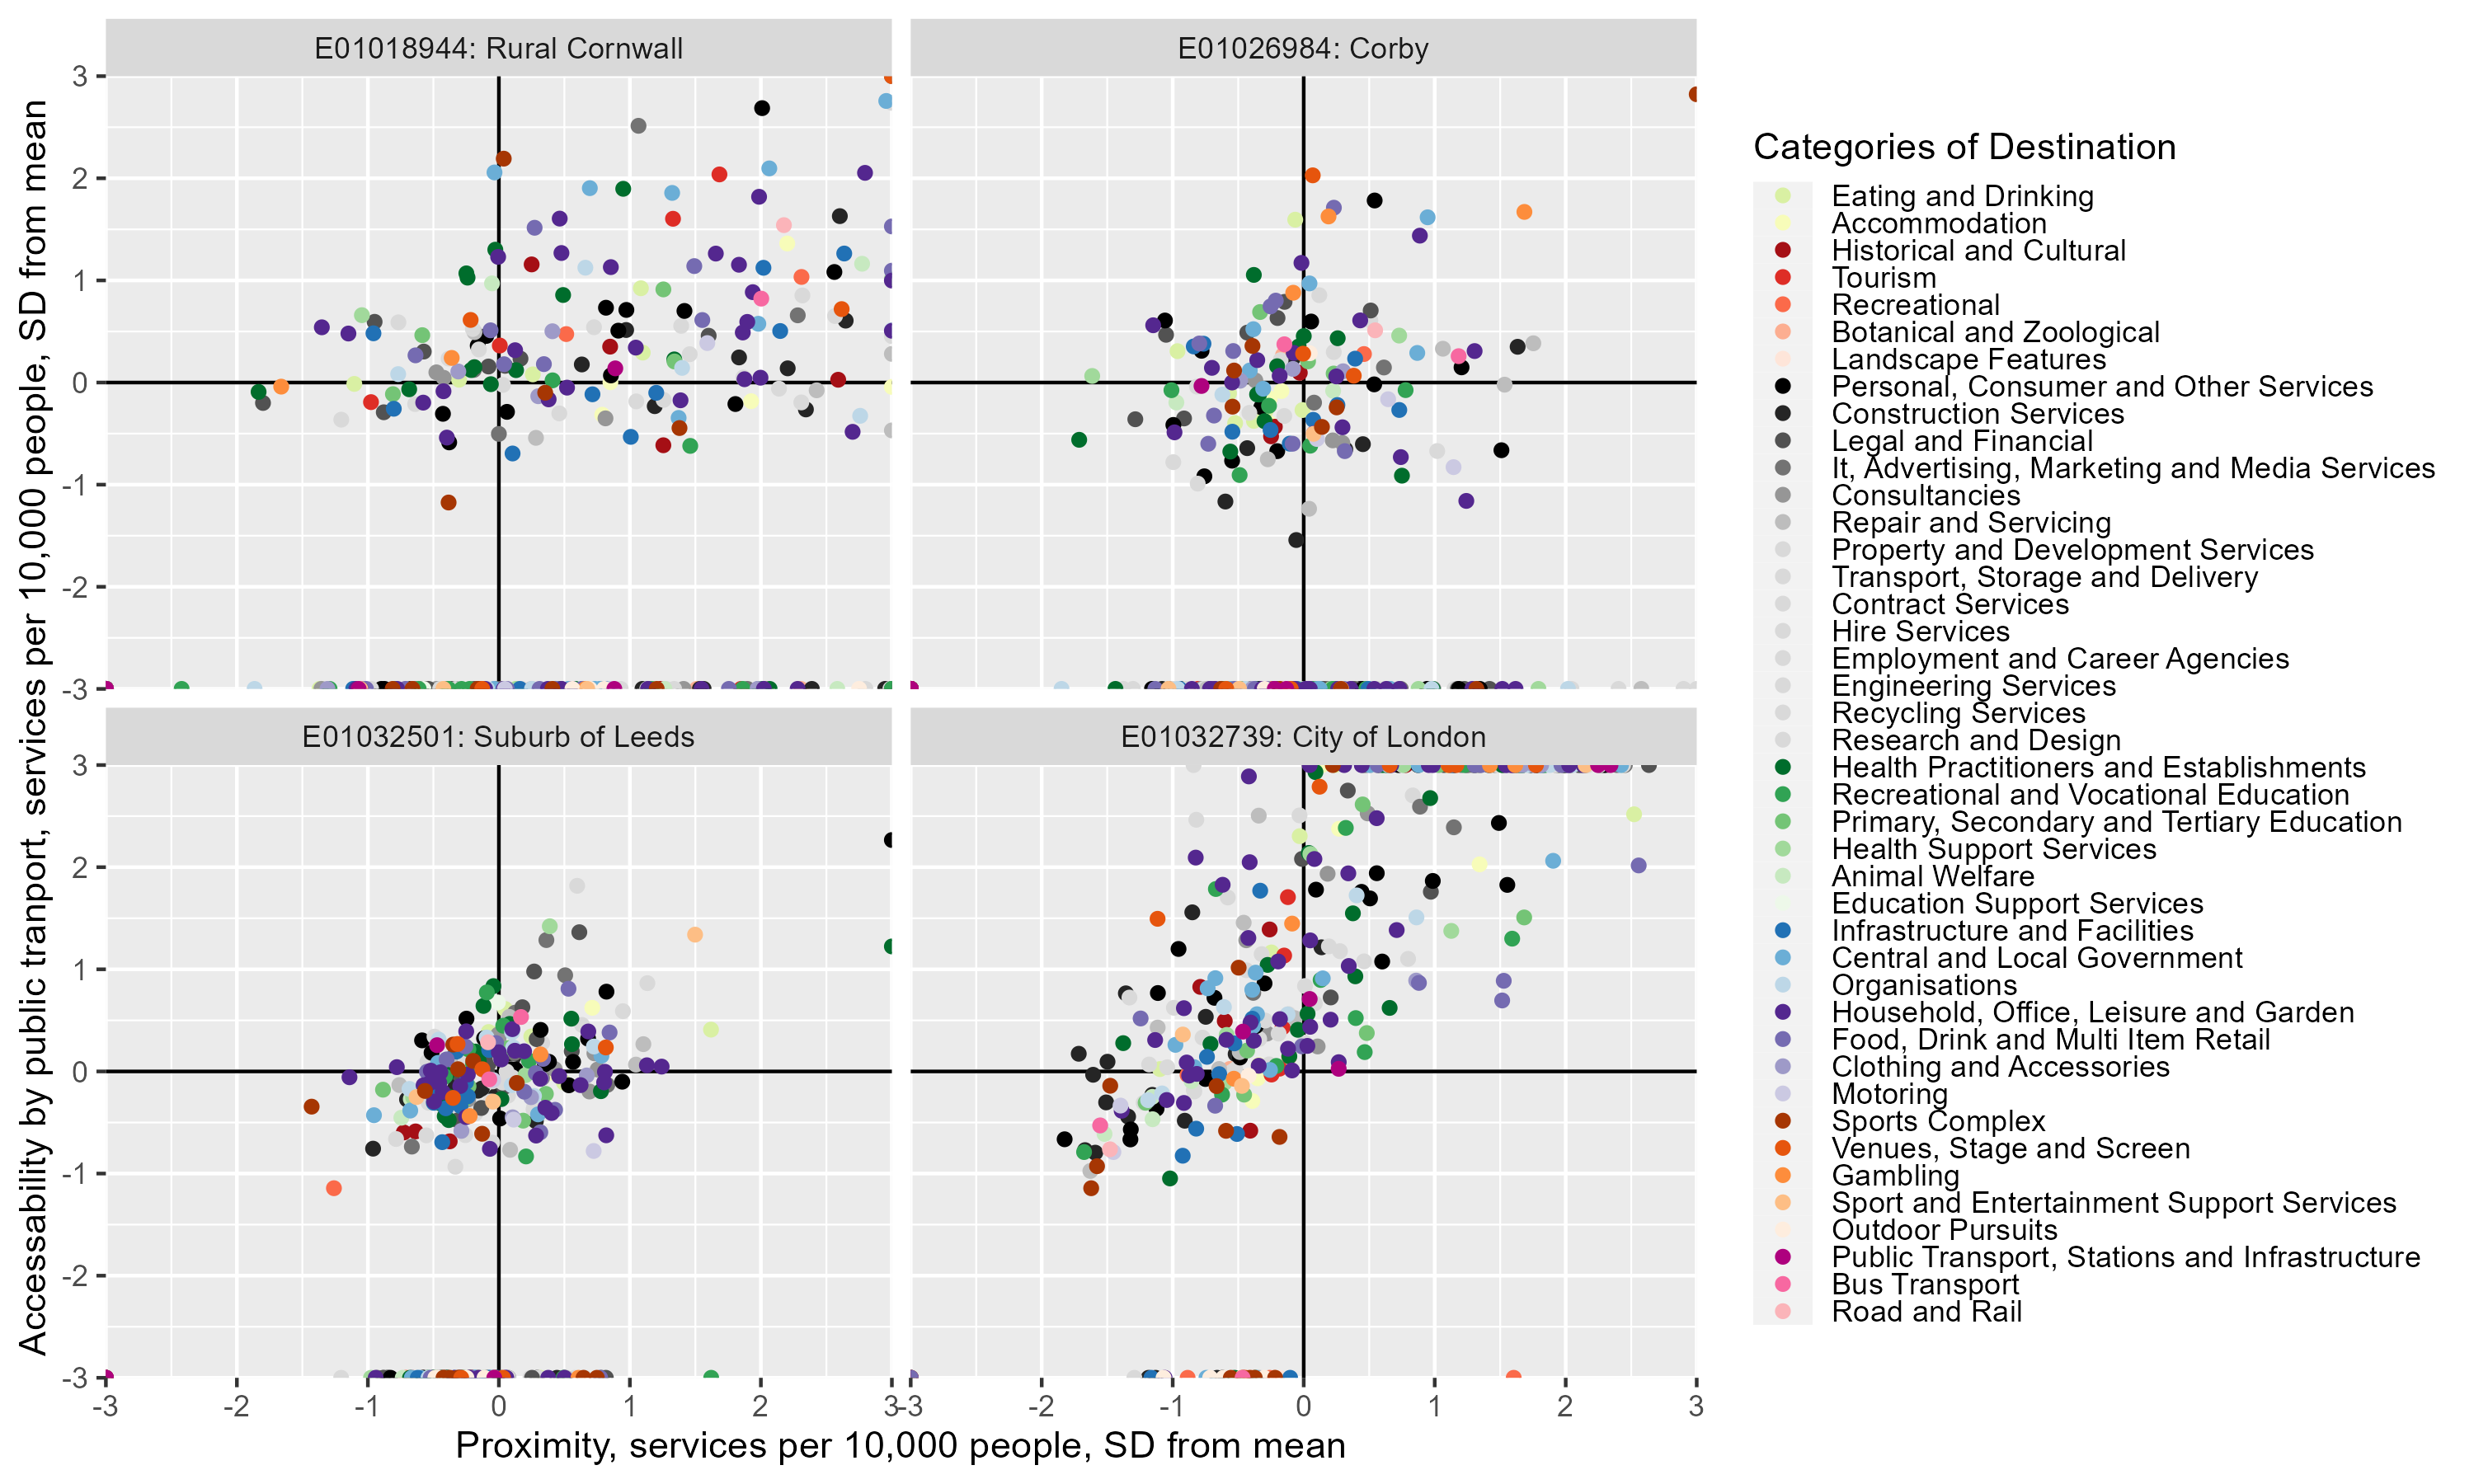 E01018944: Rural Cornwall
E01026984: Corby
3
2
1
0
-1
-2
-3
E01032501: Suburb of Leeds
E01032739: City of London
3
2
1
0
-1
-2
-3
-3 -2 -1 0 1 2 3
-3 -2 -1 0 1 2 3
Proximity, services per 10,000 people, SD from mean
Accessability by public tranport, services per 10,000 people, SD from mean
Categories of Destination
Eating and Drinking
Accommodation
Historical and Cultural
Tourism
Recreational
Botanical and Zoological
Landscape Features
Personal, Consumer and Other Services
Construction Services
Legal and Financial
It, Advertising, Marketing and Media Services
Consultancies
Repair and Servicing
Property and Development Services
Transport, Storage and Delivery
Contract Services
Hire Services
Employment and Career Agencies
Engineering Services
Recycling Services
Research and Design
Health Practitioners and Establishments
Recreational and Vocational Education
Primary, Secondary and Tertiary Education
Health Support Services
Animal Welfare
Education Support Services
Infrastructure and Facilities
Central and Local Government
Organisations
Household, Office, Leisure and Garden
Food, Drink and Multi Item Retail
Clothing and Accessories
Motoring
Sports Complex
Venues, Stage and Screen
Gambling
Sport and Entertainment Support Services
Outdoor Pursuits
Public Transport, Stations and Infrastructure
Bus Transport
Road and Rail